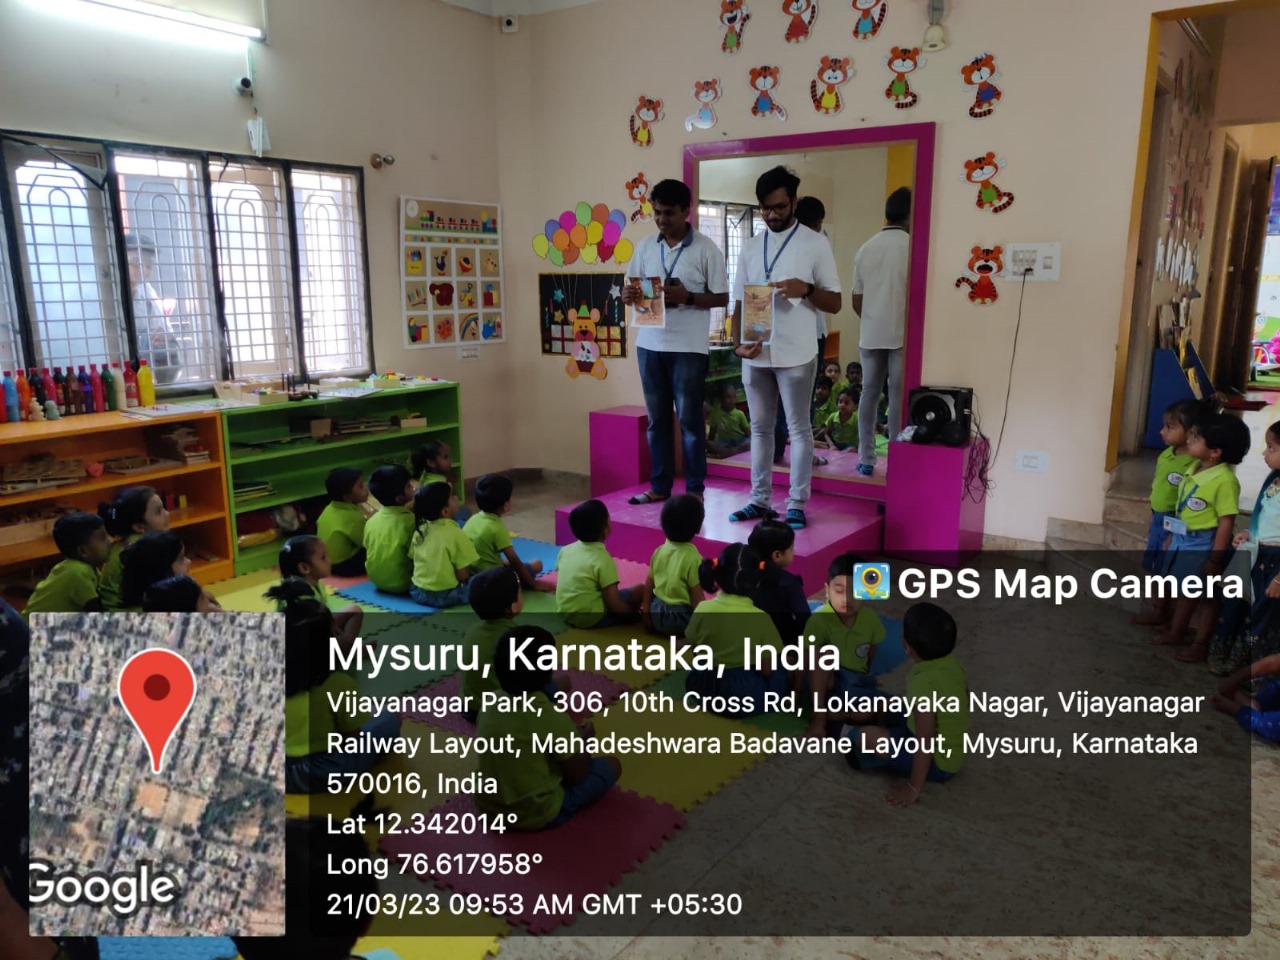 GPS Map Camera
Mysuru, Karnataka, India
Vijayanagar Park, 306, 10th Cross Rd, Lokanayaka Nagar, Vijayanagar
Railway Layout, Mahadeshwara Badavane Layout, Mysuru, Karnataka
570016, India
Lat 12.342014°
Long 76.617958°
21/03/23 09:53 AM GMT +05:30
Google